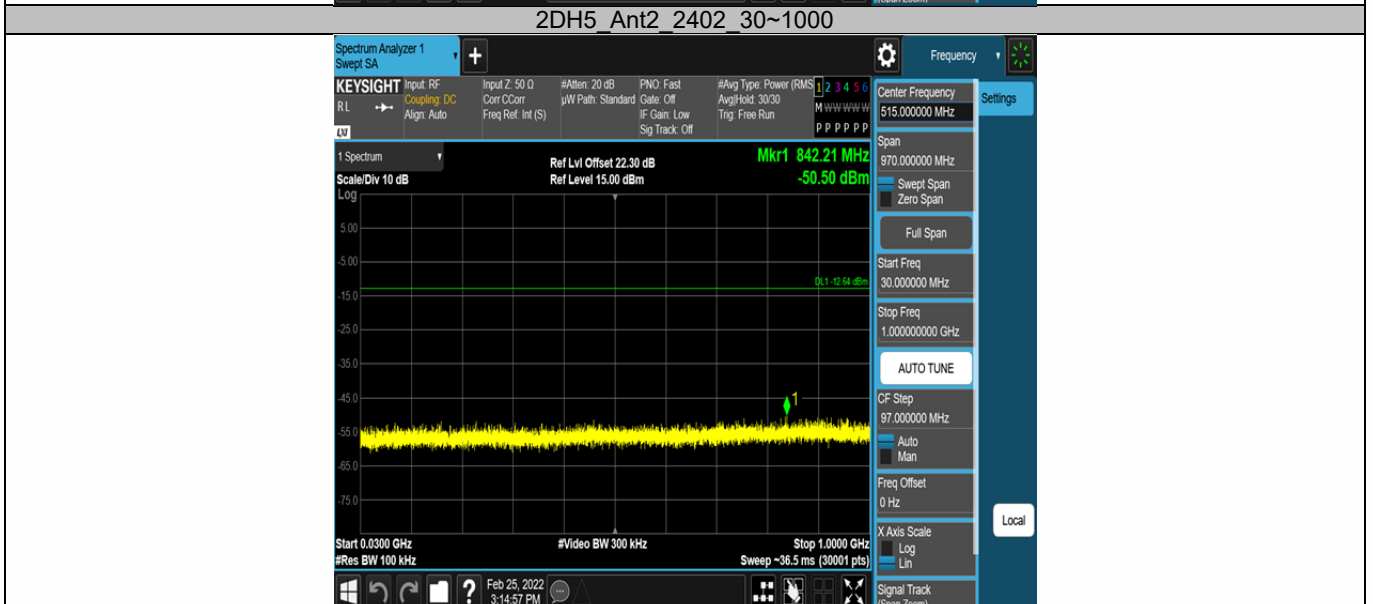 (Span Zoom)
2DH5_Ant2_2402_30~1000
Spectrum Analyzer 1
Swept SA
+
Frequency
KEYSIGHT
RL
LXI
Input: RF
Coupling: DC
Align: Auto
Input Z: 50 Ω
Corr CCorr
Freq Ref: Int (S)
#Atten: 20 dB
µW Path: Standard
PNO: Fast
Gate: Off
IF Gain: Low
Sig Track: Off
#Avg Type: Power (RMS
Avg|Hold: 30/30
Trig: Free Run
1 2 3 4 5 6
M W W W W W
P P P P P P
Center Frequency
515.000000 MHz
Settings
1 Spectrum
Scale/Div 10 dB
Log
Ref Lvl Offset 22.30 dB
Ref Level 15.00 dBm
Mkr1 842.21 MHz
-50.50 dBm
Span
970.000000 MHz
Swept Span
Zero Span
Full Span
Start Freq
30.000000 MHz
Stop Freq
1.000000000 GHz
AUTO TUNE
CF Step
97.000000 MHz
Auto
Man
Freq Offset
0 Hz
Local
X Axis Scale
Log
Lin
Signal Track
(Span Zoom)
5.00
-5.00
DL1 -12.64 dBm
-15.0
-25.0
-35.0
-45.0
1
-55.0
-65.0
-75.0
Start 0.0300 GHz
#Res BW 100 kHz
#Video BW 300 kHz
Stop 1.0000 GHz
Sweep ~36.5 ms (30001 pts)
?
Feb 25, 2022
3:14:57 PM